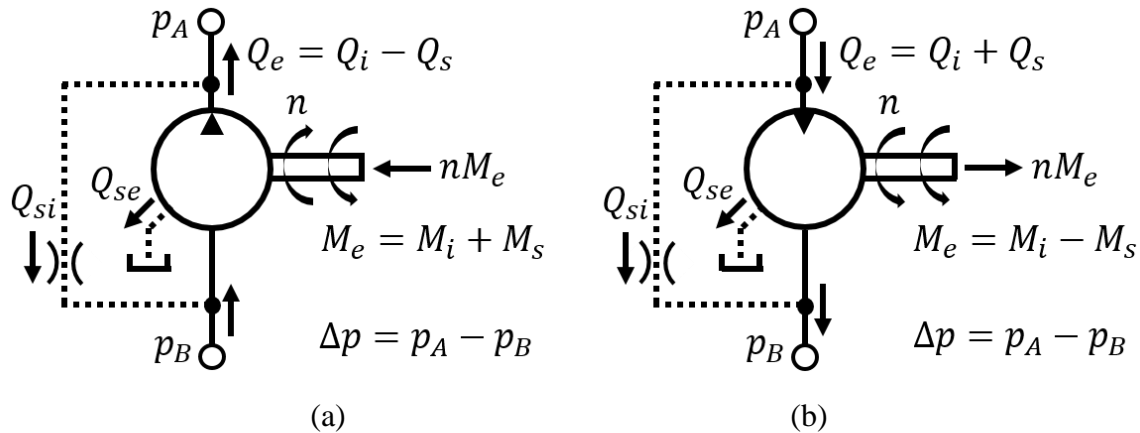 p_A
Q_e = Q_i − Q_s
n
Q_se
Q_si
nM_e
M_e = M_i + M_s
p_B
Δp = p_A − p_B
(a)
p_A
Q_e = Q_i + Q_s
n
Q_se
Q_si
nM_e
M_e = M_i − M_s
p_B
Δp = p_A − p_B
(b)